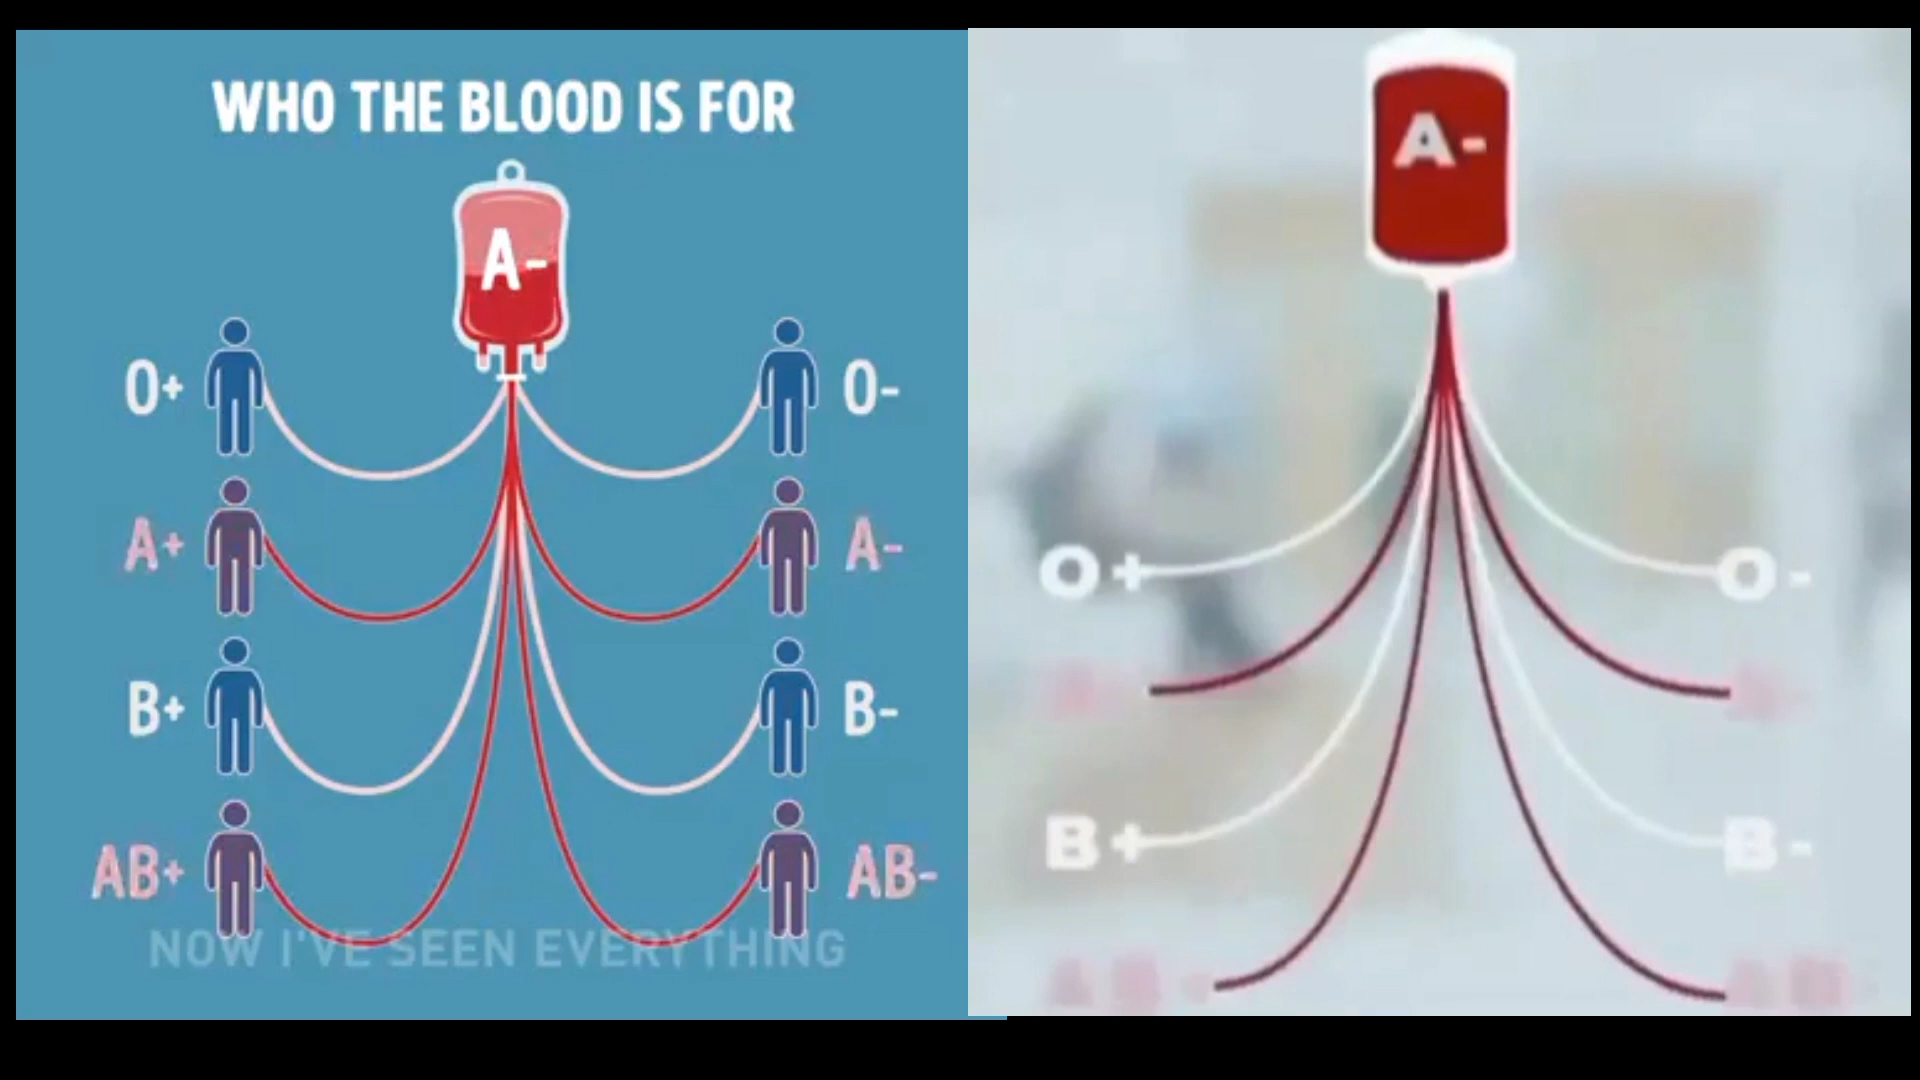 WHO THE BLOOD IS FOR
A-
O+
O-
A+
A-
B+
B-
AB+
AB-
NOW I'VE SEEN EVERYTHING
A-
O+
O-
B+
B-